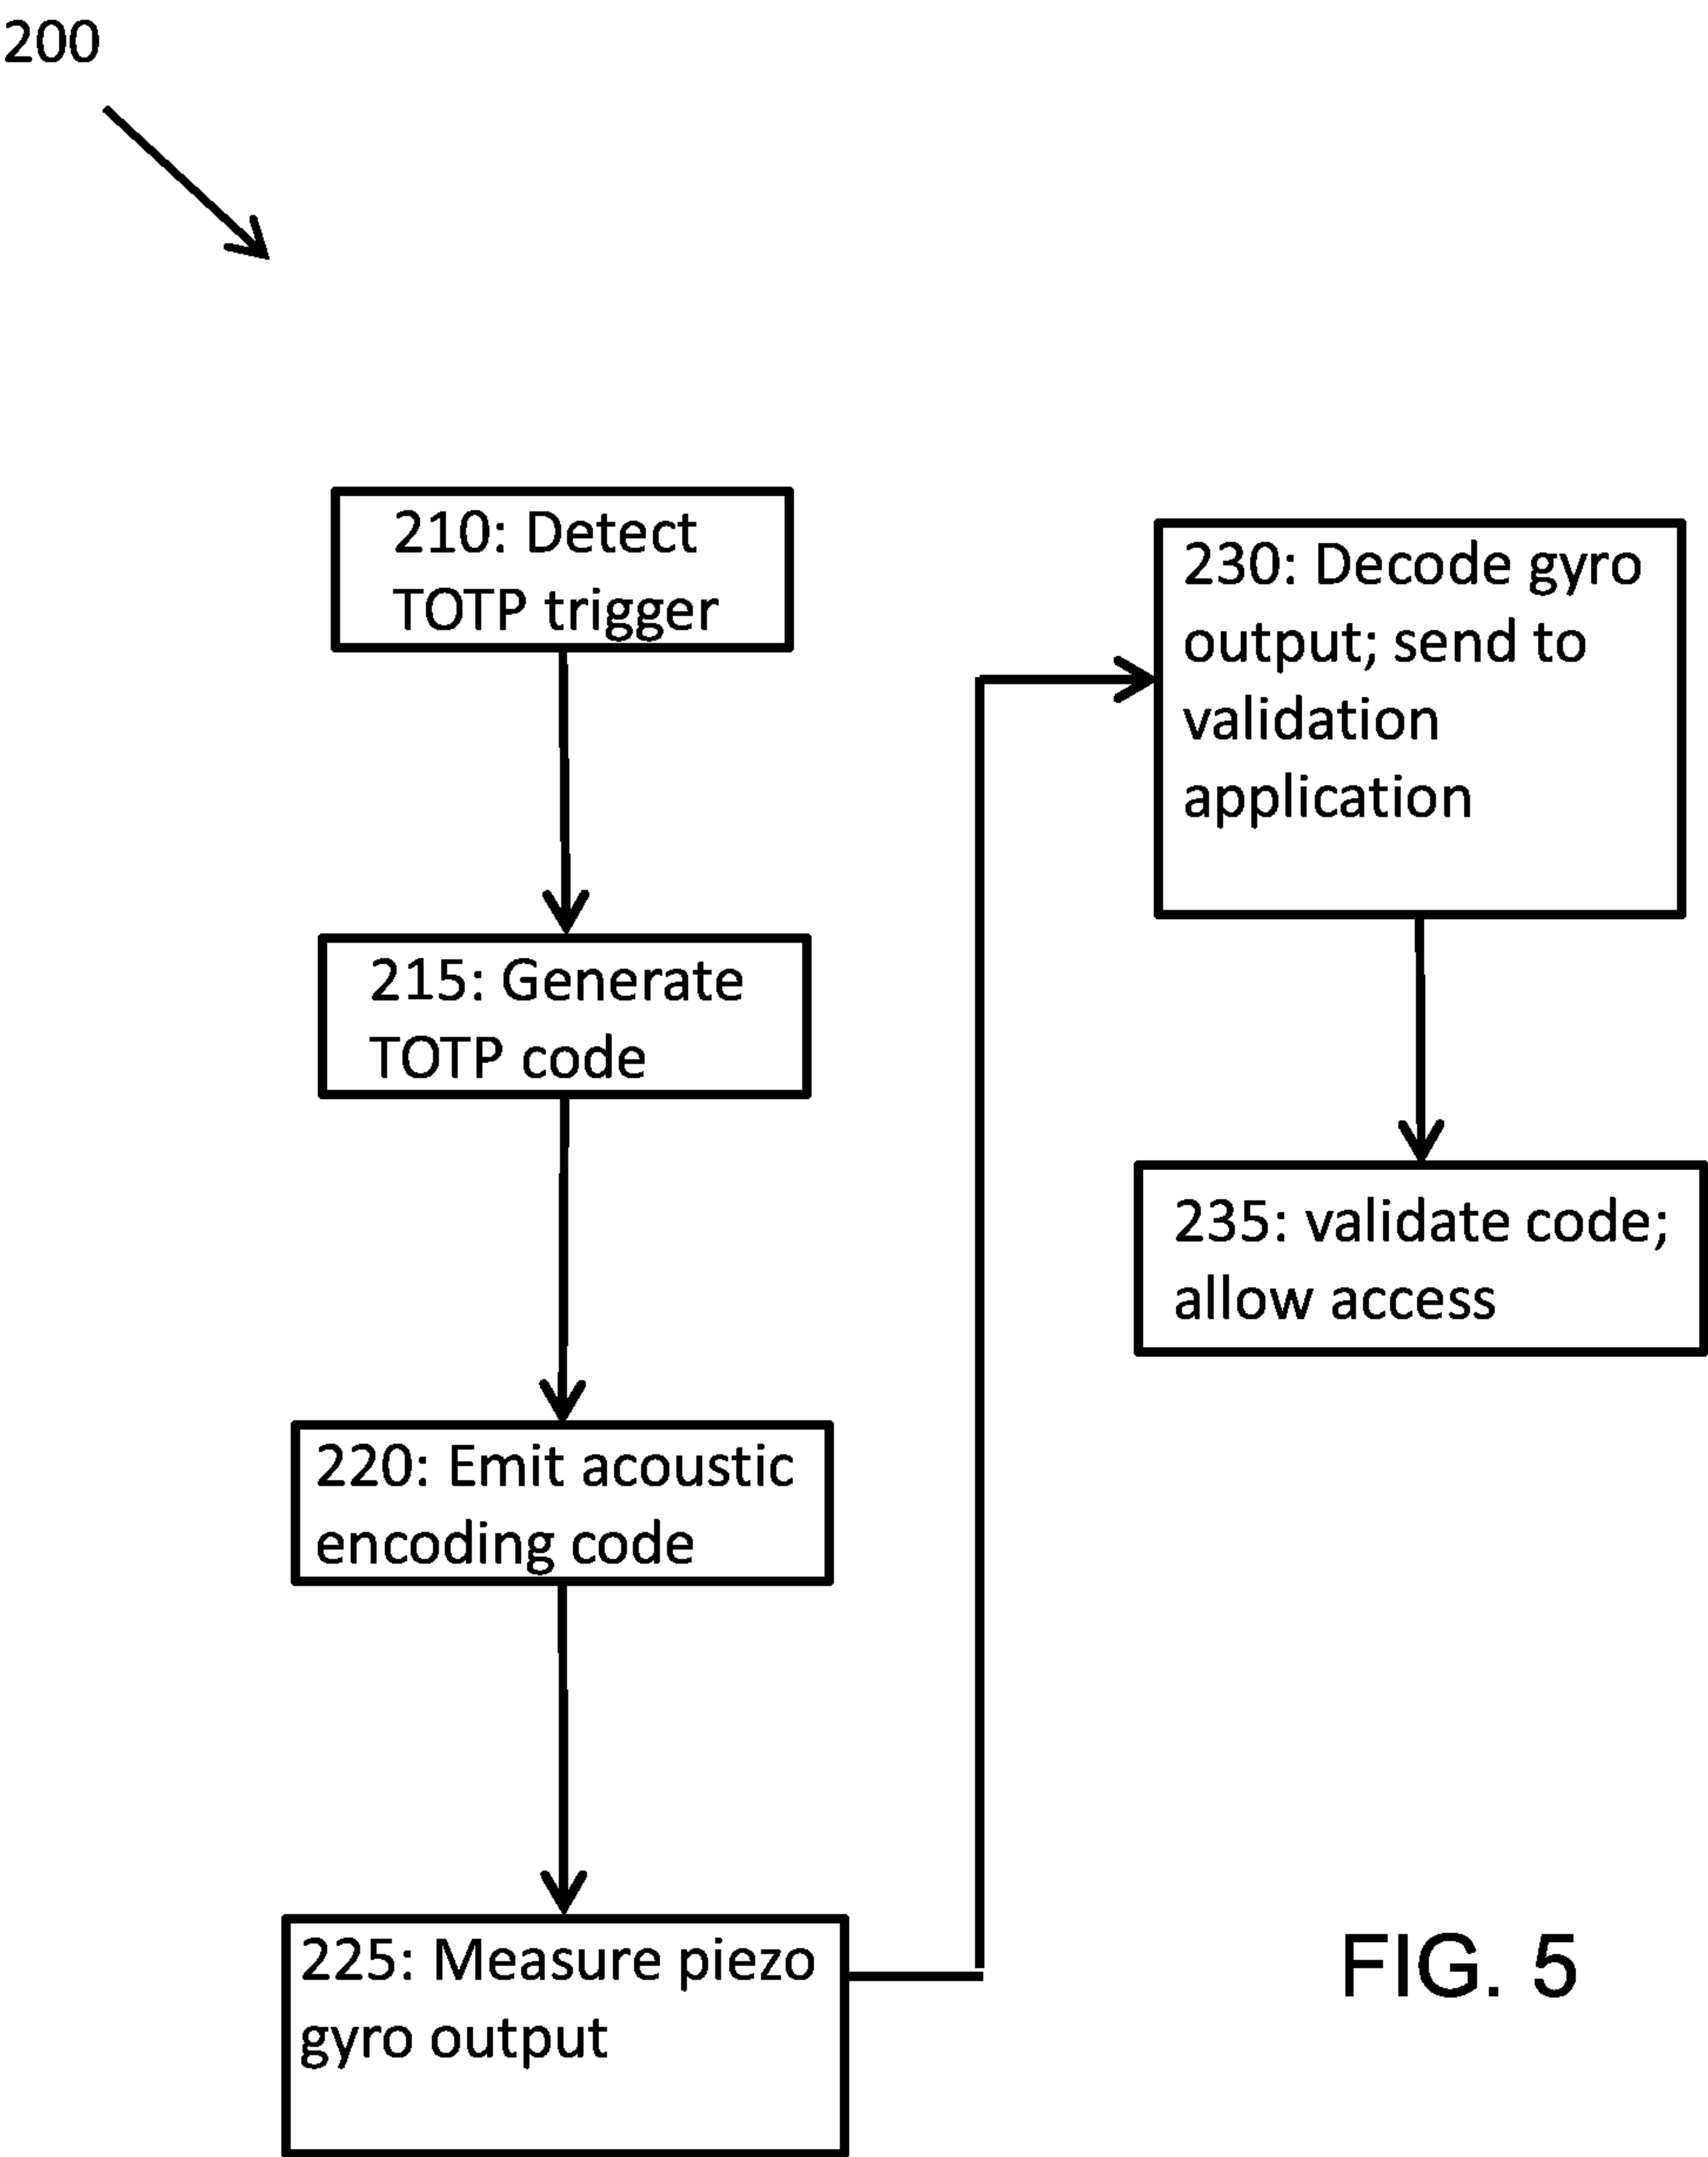 200
210: Detect
TOTP trigger
215: Generate
TOTP code
220: Emit acoustic
encoding code
225: Measure piezo
gyro output
230: Decode gyro
output; send to
validation
application
235: validate code;
allow access
FIG. 5